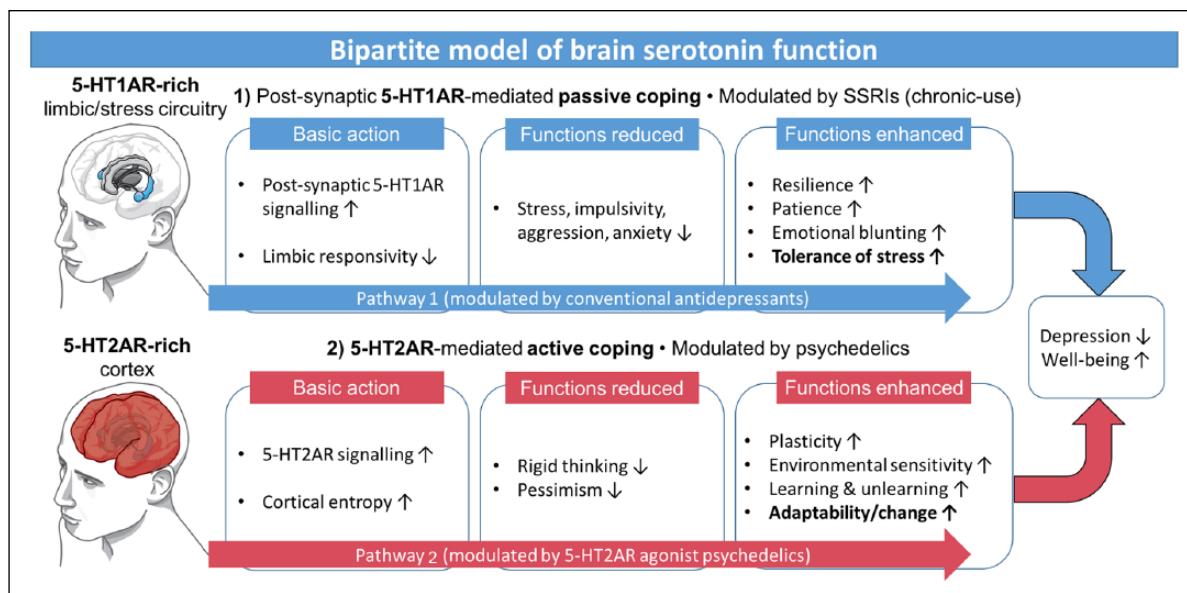 Bipartite model of brain serotonin function
5-HT1AR-rich
limbic/stress circuitry
1) Post-synaptic 5-HT1AR-mediated passive coping • Modulated by SSRIs (chronic-use)
Basic action
• Post-synaptic 5-HT1AR
signalling ↑
• Limbic responsivity ↓
Functions reduced
• Stress, impulsivity,
aggression, anxiety ↓
Functions enhanced
• Resilience ↑
• Patience ↑
• Emotional blunting ↑
• Tolerance of stress ↑
Pathway 1 (modulated by conventional antidepressants)
5-HT2AR-rich
cortex
2) 5-HT2AR-mediated active coping • Modulated by psychedelics
Basic action
• 5-HT2AR signalling ↑
• Cortical entropy ↑
Functions reduced
• Rigid thinking ↓
• Pessimism ↓
Functions enhanced
• Plasticity ↑
• Environmental sensitivity ↑
• Learning & unlearning ↑
• Adaptability/change ↑
Pathway 2 (modulated by 5-HT2AR agonist psychedelics)
Depression ↓
Well-being ↑